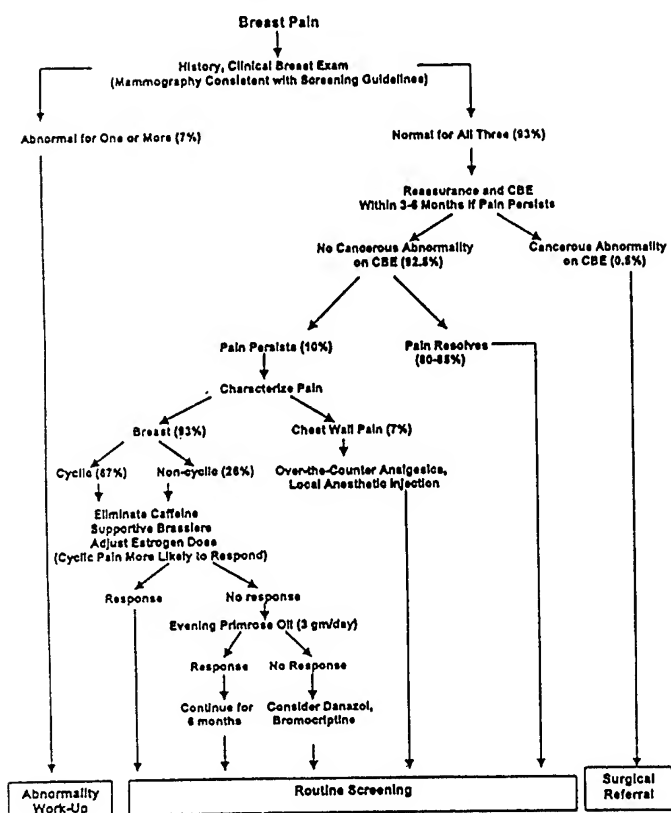 Breast Pain
History, Clinical Breast Exam
(Mammography Consistent with Screening Guidelines)
Abnormal for One or More (7%)
Normal for All Three (93%)
Reassurance and CBE
Within 3-6 Months if Pain Persists
No Cancerous Abnormality
on CBE (92.5%)
Cancerous Abnormality
on CBE (0.5%)
Pain Persists (10%)
Pain Resolves
(80-85%)
Characterize Pain
Breast (93%)
Chest Wall Pain (7%)
Cyclic (67%)
Non-cyclic (26%)
Over-the-Counter Analgesics,
Local Anesthetic Injection
Eliminate Caffeine
Supportive Brassiere
Adjust Estrogen Dose
(Cyclic Pain More Likely to Respond)
Response
No response
Evening Primrose Oil (3 gm/day)
Response
No Response
Continue for
6 months
Consider Danazol,
Bromocriptine
Abnormality
Work-Up
Routine Screening
Surgical
Referral